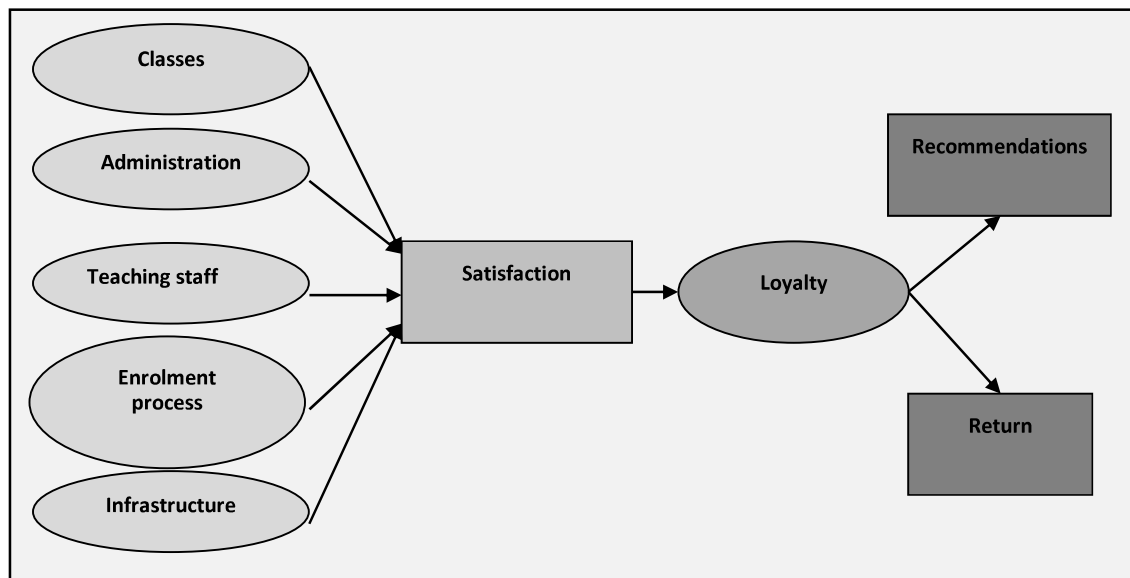 Classes
Administration
Teaching staff
Enrolment
process
Infrastructure
Satisfaction
Loyalty
Recommendations
Return